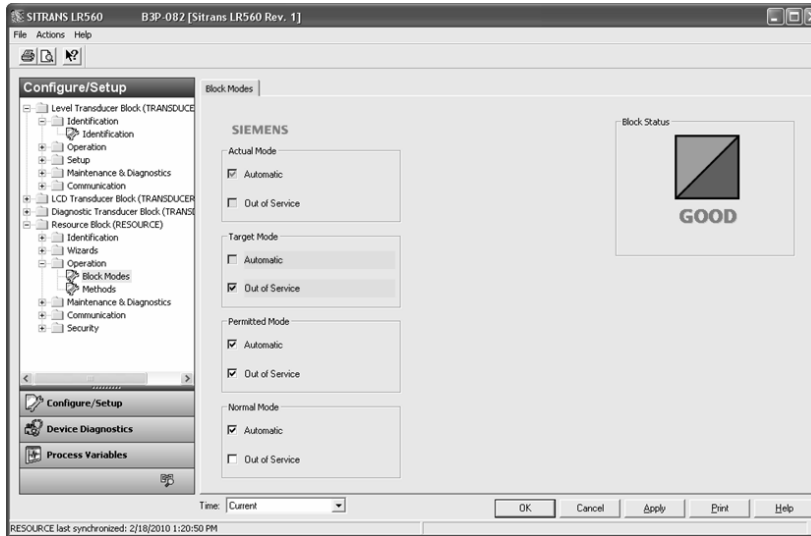 SITRANS LR560 B3P-082 [Sitrans LR560 Rev. 1]
File Actions Help
Configure/Setup
Level Transducer Block (TRANSDUCE
Identification
Identification
Operation
Setup
Maintenance & Diagnostics
Communication
LCD Transducer Block (TRANSDUCER
Diagnostic Transducer Block (TRANSD
Resource Block (RESOURCE)
Identification
Wizards
Operation
Block Modes
Methods
Maintenance & Diagnostics
Communication
Security
Configure/Setup
Device Diagnostics
Process Variables
Block Modes
SIEMENS
Actual Mode
Automatic
Out of Service
Target Mode
Automatic
Out of Service
Permitted Mode
Automatic
Out of Service
Normal Mode
Automatic
Out of Service
Block Status
GOOD
Time: Current
OK Cancel Apply Print Help
RESOURCE last synchronized: 2/18/2010 1:20:50 PM